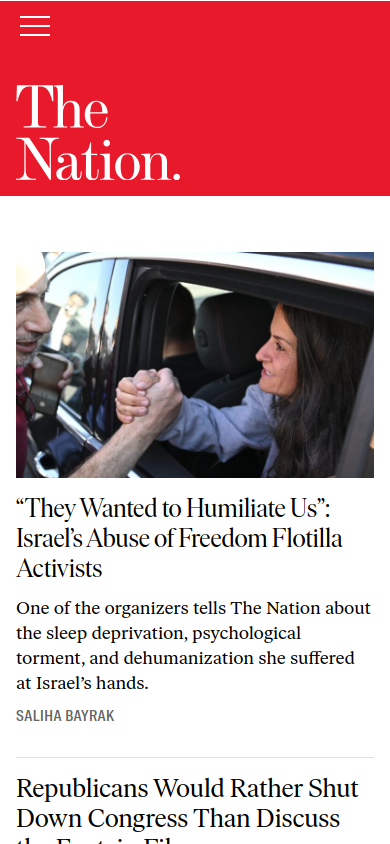 The
Nation.
“They Wanted to Humiliate Us”:
Israel’s Abuse of Freedom Flotilla
Activists
One of the organizers tells The Nation about
the sleep deprivation, psychological
torment, and dehumanization she suffered
at Israel’s hands.
SALIHA BAYRAK
Republicans Would Rather Shut
Down Congress Than Discuss